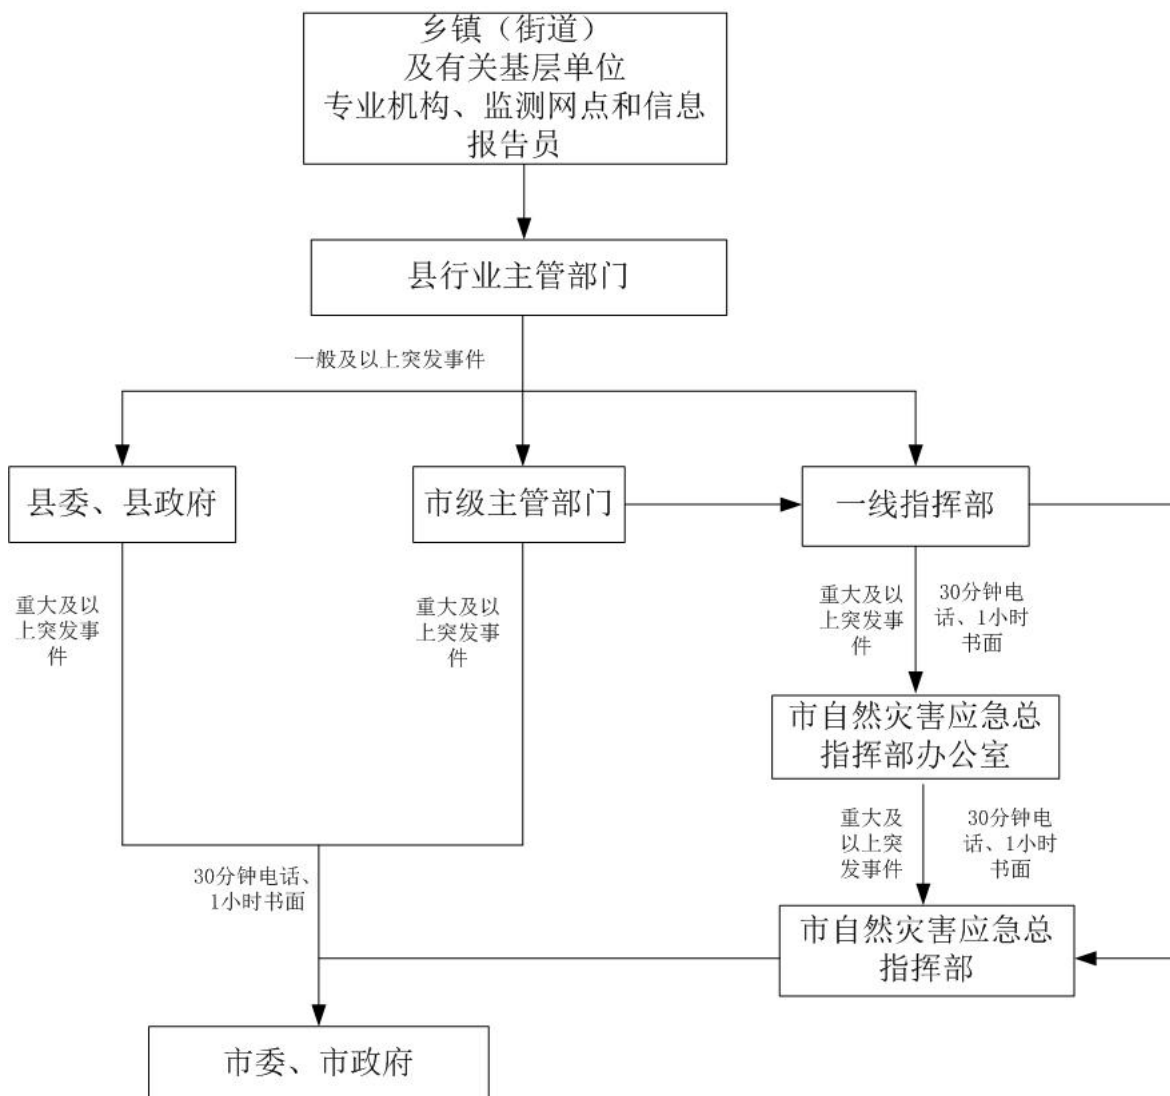 乡镇（街道）
及有关基层单位
专业机构、监测网点和信息
报告员
县行业主管部门
一般及以上突发事件
县委、县政府
市级主管部门
一线指挥部
重大及以
上突发事
件
重大及以
上突发事
件
重大及以
上突发事
件
30分钟电
话、1小时
书面
市自然灾害应急总
指挥部办公室
重大及
以上突
发事件
30分钟电
话、1小时
书面
30分钟电话、
1小时书面
市自然灾害应急总
指挥部
市委、市政府